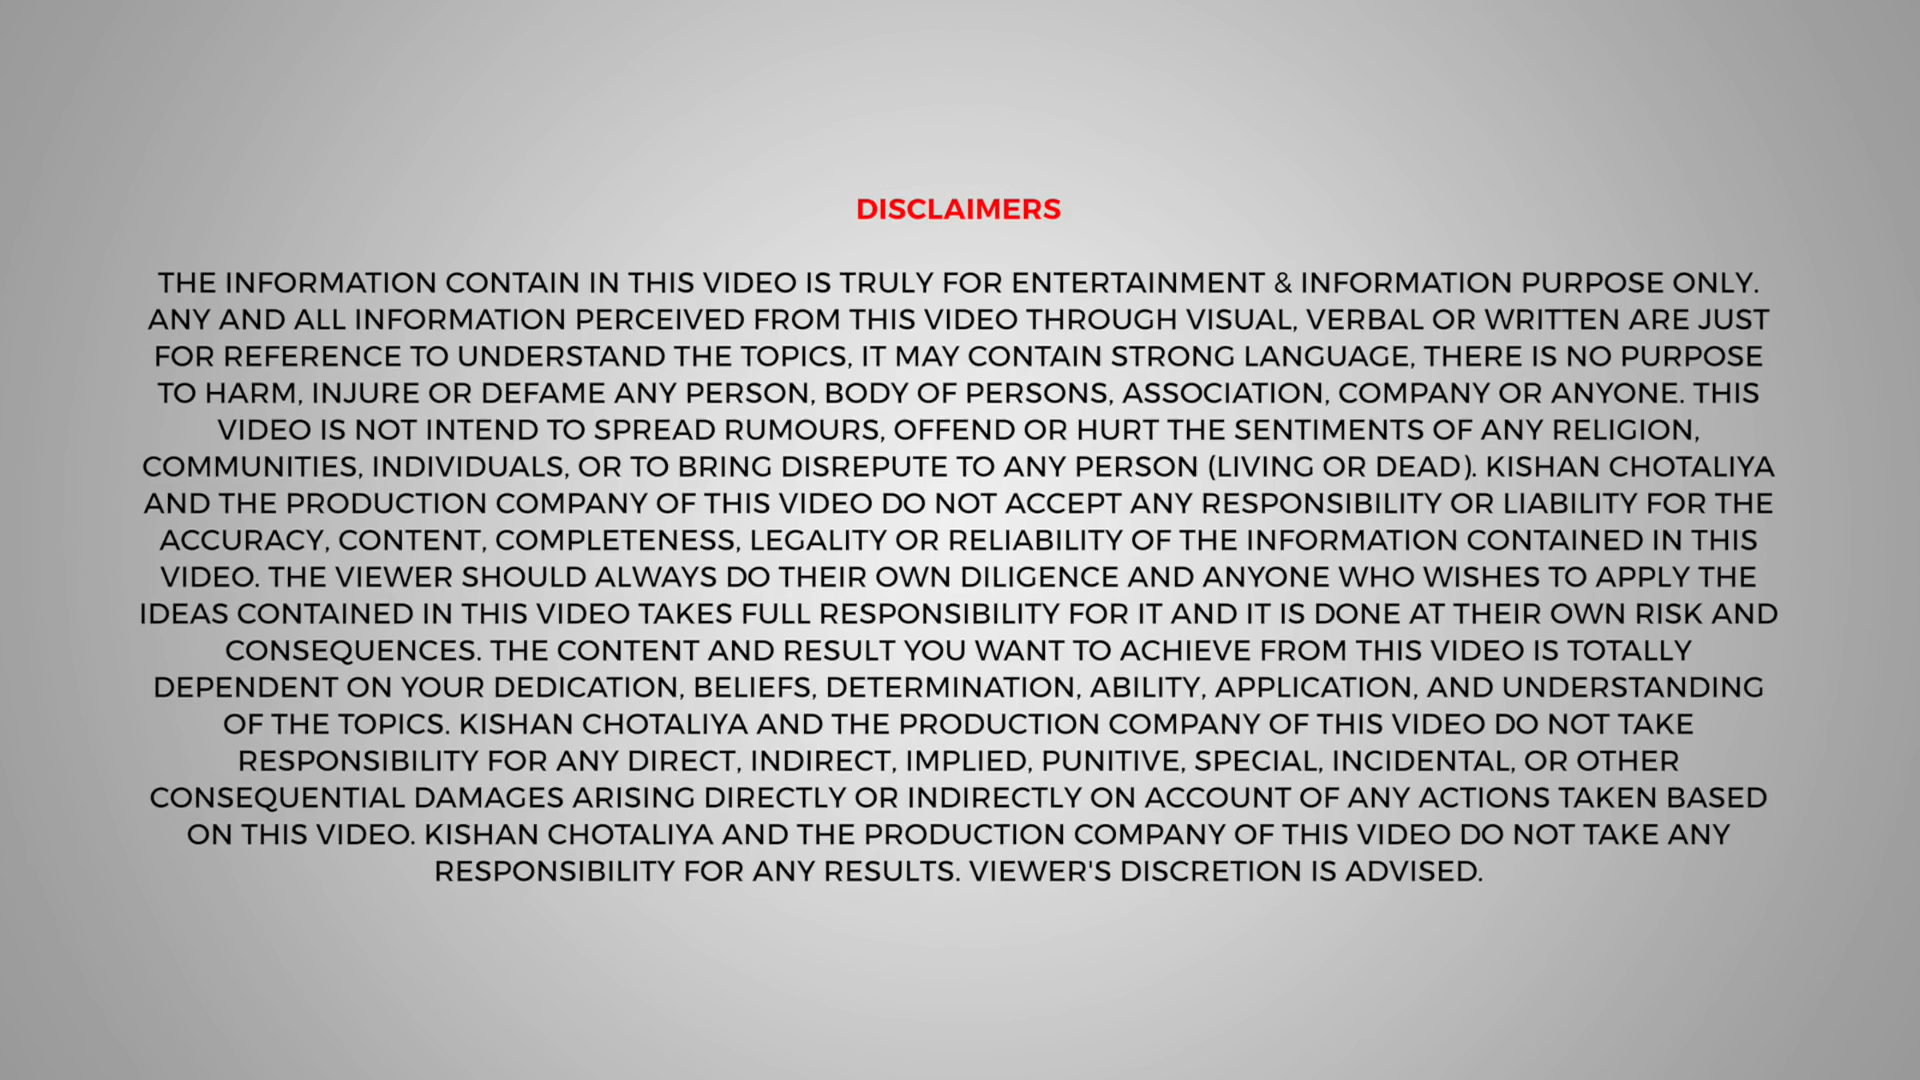 DISCLAIMERS
THE INFORMATION CONTAIN IN THIS VIDEO IS TRULY FOR ENTERTAINMENT & INFORMATION PURPOSE ONLY.
ANY AND ALL INFORMATION PERCEIVED FROM THIS VIDEO THROUGH VISUAL, VERBAL OR WRITTEN ARE JUST
FOR REFERENCE TO UNDERSTAND THE TOPICS, IT MAY CONTAIN STRONG LANGUAGE, THERE IS NO PURPOSE
TO HARM, INJURE OR DEFAME ANY PERSON, BODY OF PERSONS, ASSOCIATION, COMPANY OR ANYONE. THIS
VIDEO IS NOT INTEND TO SPREAD RUMOURS, OFFEND OR HURT THE SENTIMENTS OF ANY RELIGION,
COMMUNITIES, INDIVIDUALS, OR TO BRING DISREPUTE TO ANY PERSON (LIVING OR DEAD). KISHAN CHOTALIYA
AND THE PRODUCTION COMPANY OF THIS VIDEO DO NOT ACCEPT ANY RESPONSIBILITY OR LIABILITY FOR THE
ACCURACY, CONTENT, COMPLETENESS, LEGALITY OR RELIABILITY OF THE INFORMATION CONTAINED IN THIS
VIDEO. THE VIEWER SHOULD ALWAYS DO THEIR OWN DILIGENCE AND ANYONE WHO WISHES TO APPLY THE
IDEAS CONTAINED IN THIS VIDEO TAKES FULL RESPONSIBILITY FOR IT AND IT IS DONE AT THEIR OWN RISK AND
CONSEQUENCES. THE CONTENT AND RESULT YOU WANT TO ACHIEVE FROM THIS VIDEO IS TOTALLY
DEPENDENT ON YOUR DEDICATION, BELIEFS, DETERMINATION, ABILITY, APPLICATION, AND UNDERSTANDING
OF THE TOPICS. KISHAN CHOTALIYA AND THE PRODUCTION COMPANY OF THIS VIDEO DO NOT TAKE
RESPONSIBILITY FOR ANY DIRECT, INDIRECT, IMPLIED, PUNITIVE, SPECIAL, INCIDENTAL, OR OTHER
CONSEQUENTIAL DAMAGES ARISING DIRECTLY OR INDIRECTLY ON ACCOUNT OF ANY ACTIONS TAKEN BASED
ON THIS VIDEO. KISHAN CHOTALIYA AND THE PRODUCTION COMPANY OF THIS VIDEO DO NOT TAKE ANY
RESPONSIBILITY FOR ANY RESULTS. VIEWER'S DISCRETION IS ADVISED.